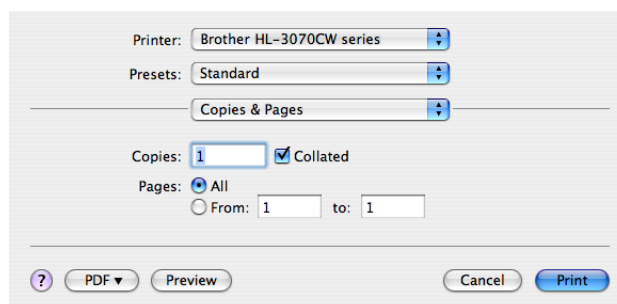 Printer: Brother HL-3070CW series
Presets: Standard
Copies & Pages
Copies: 1 Collated
Pages: All
From: 1 to: 1
? PDF ▼ Preview Cancel Print